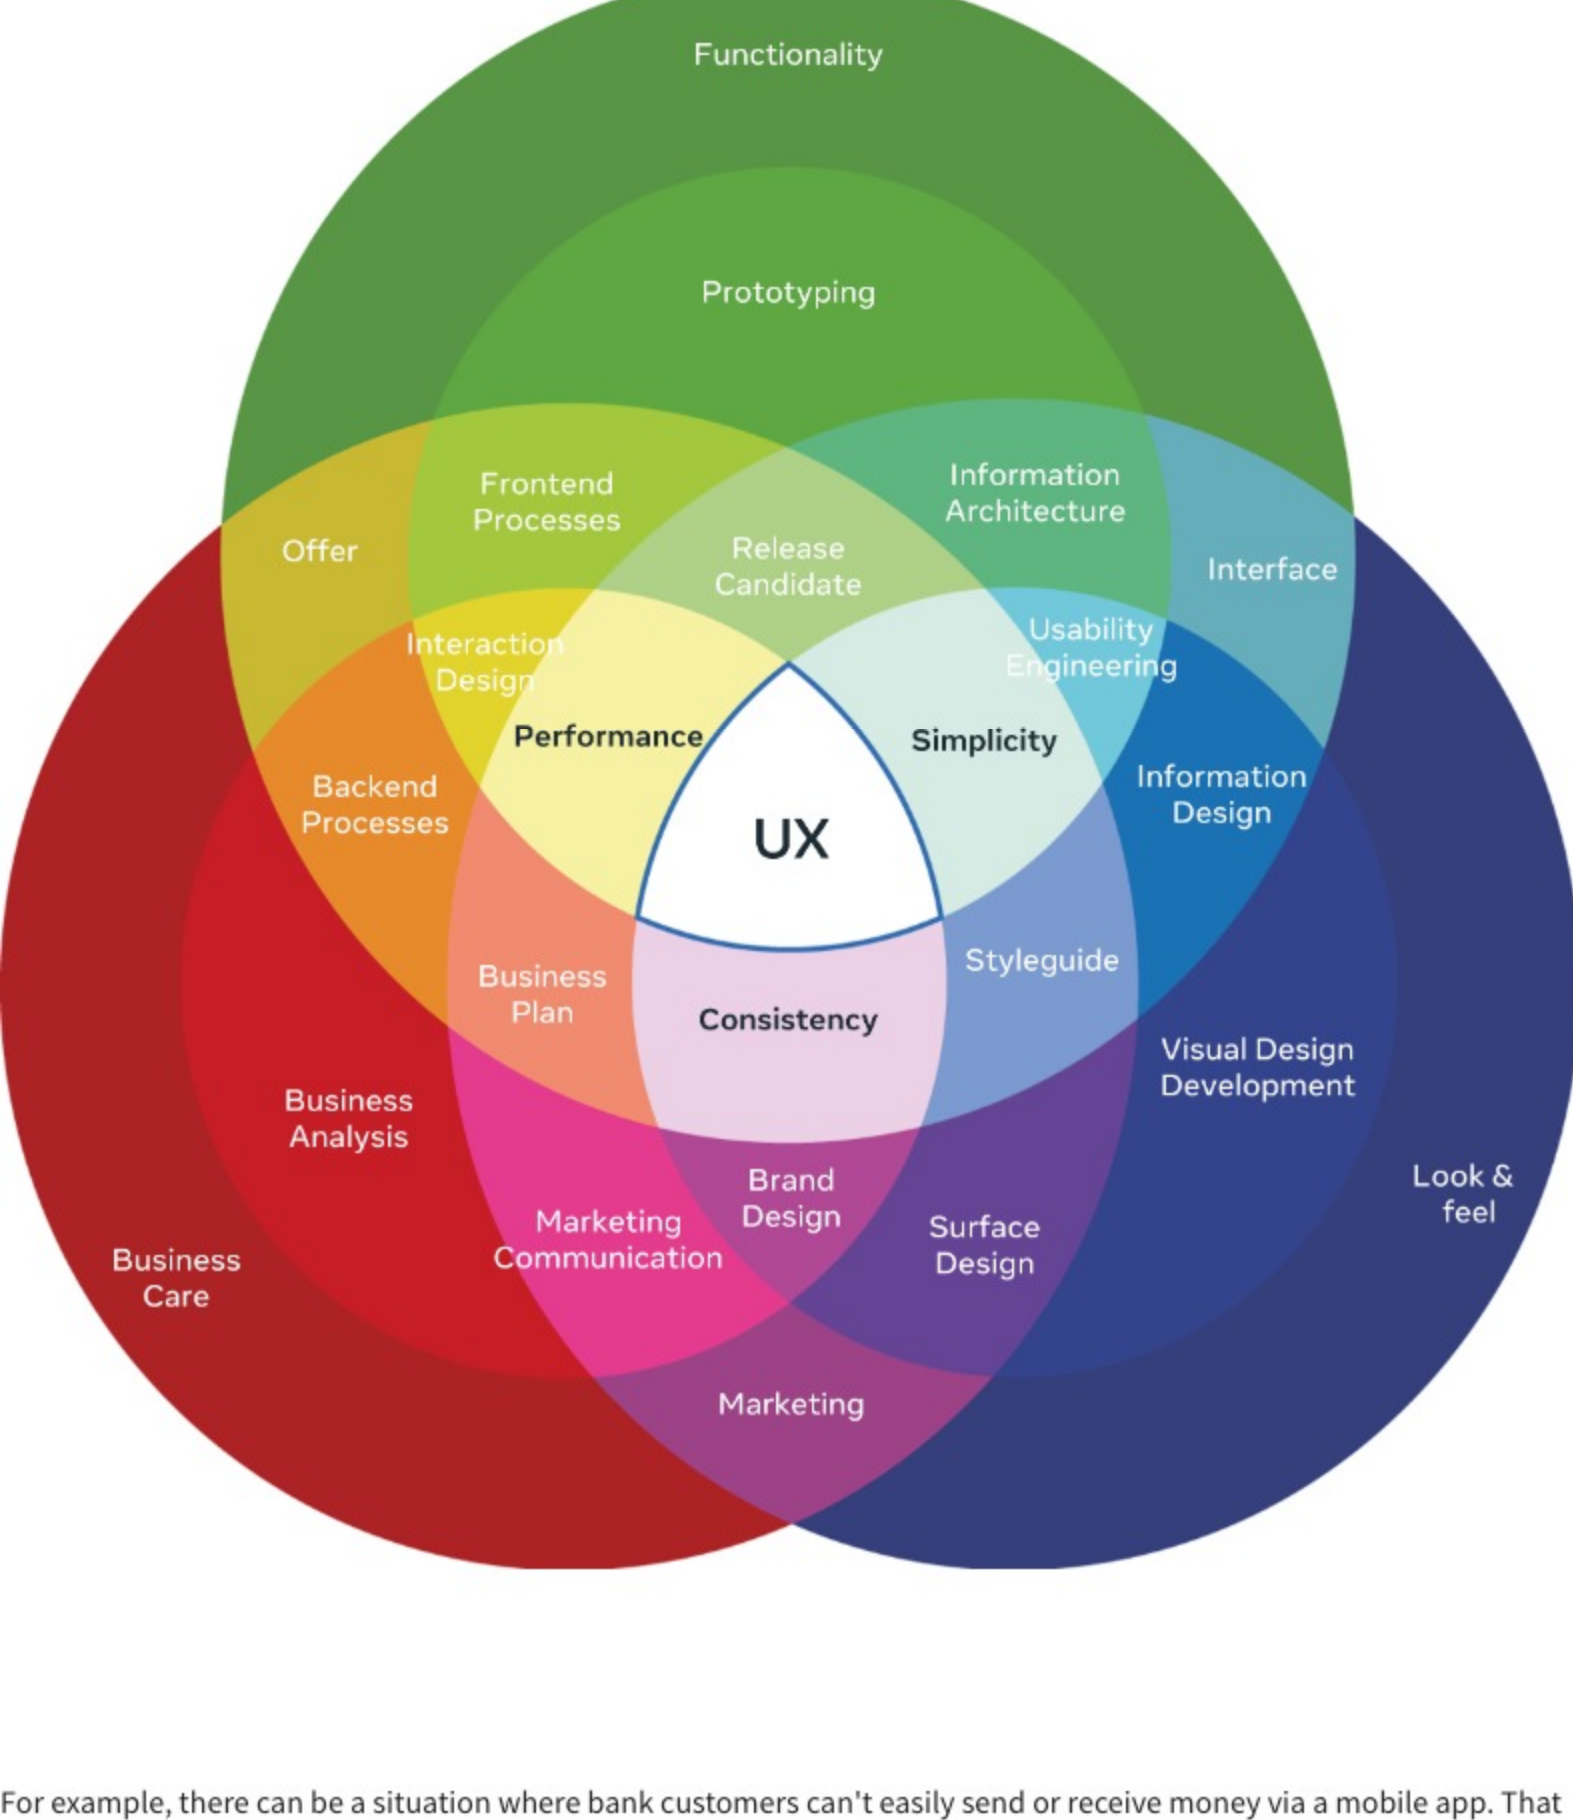 Functionality
Prototyping
Frontend
Processes
Information
Architecture
Offer
Release
Candidate
Interface
Interaction
Design
Usability
Engineering
Performance
Simplicity
Backend
Processes
Information
Design
UX
Business
Plan
Styleguide
Consistency
Visual Design
Development
Business
Analysis
Look &
feel
Brand
Design
Marketing
Communication
Surface
Design
Business
Care
Marketing
For example, there can be a situation where bank customers can't easily send or receive money via a mobile app. That